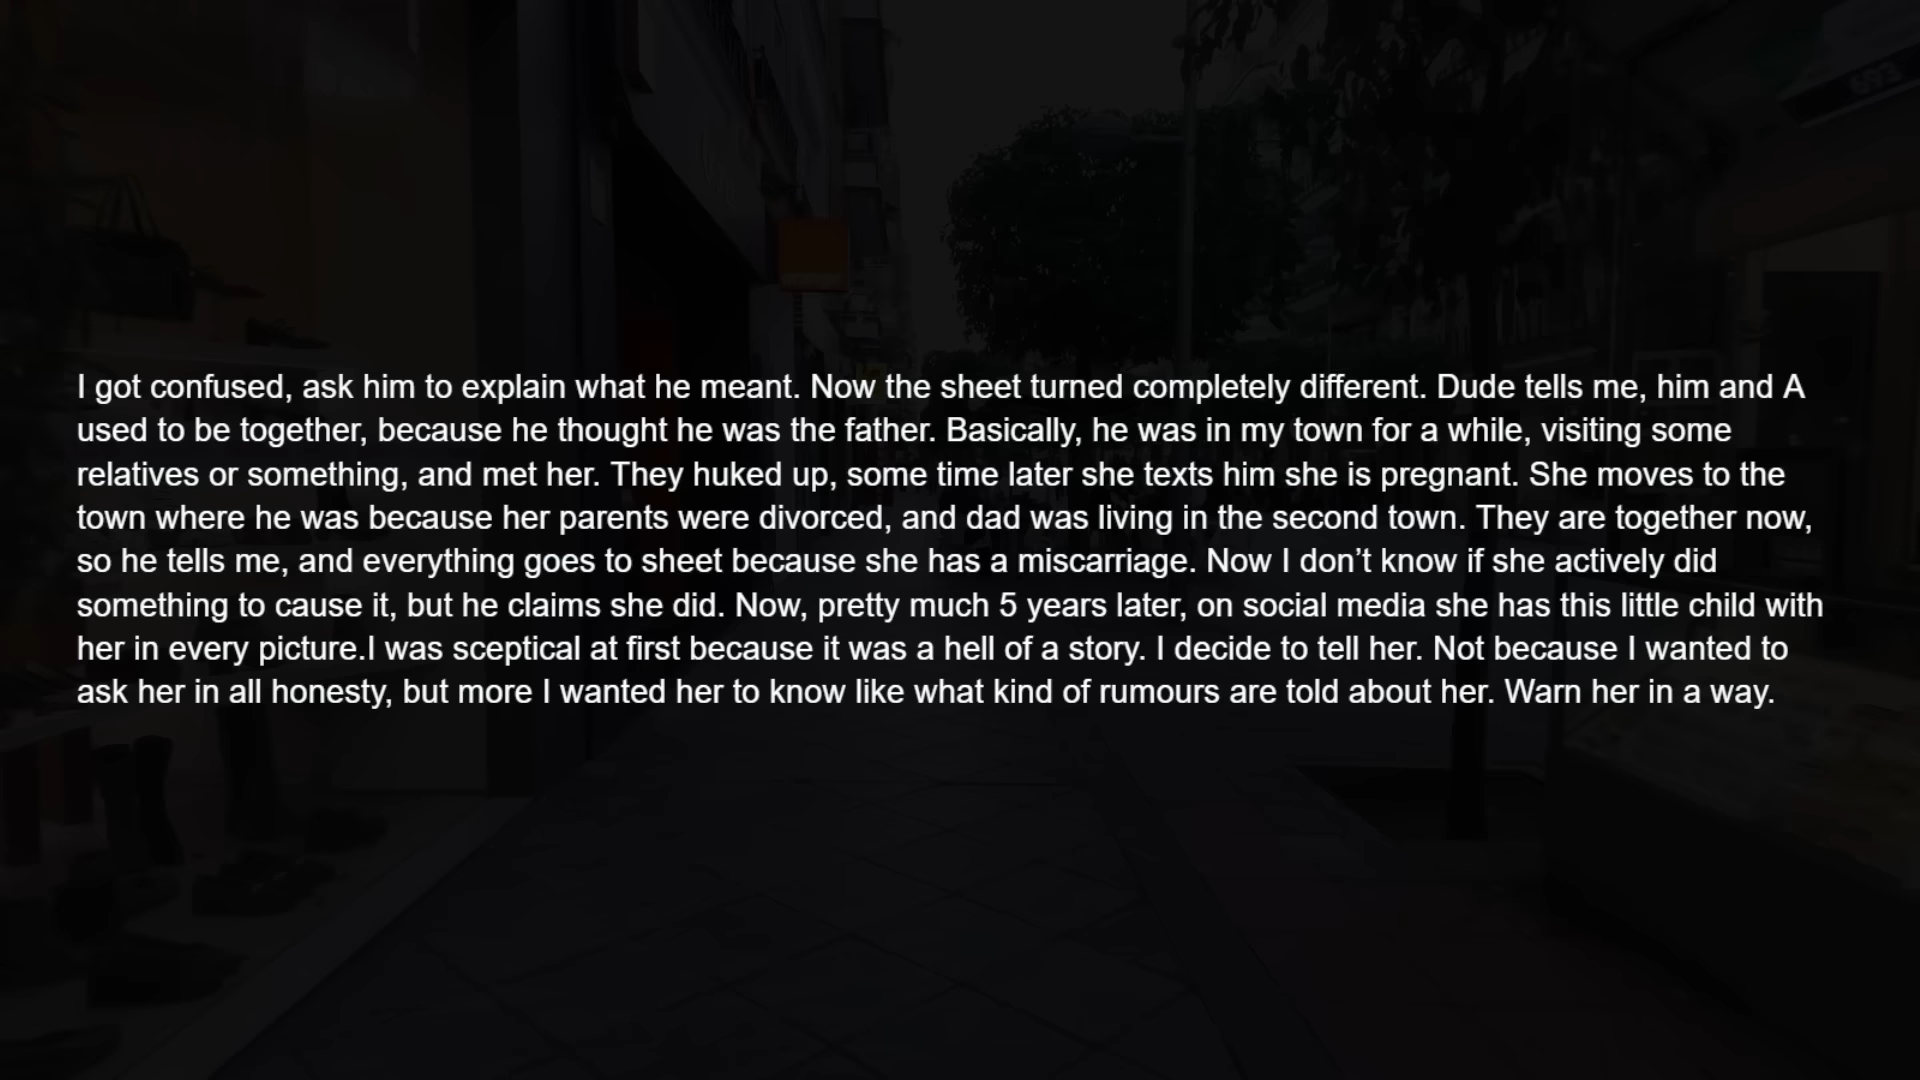 I got confused, ask him to explain what he meant. Now the sheet turned completely different. Dude tells me, him and A
used to be together, because he thought he was the father. Basically, he was in my town for a while, visiting some
relatives or something, and met her. They huked up, some time later she texts him she is pregnant. She moves to the
town where he was because her parents were divorced, and dad was living in the second town. They are together now,
so he tells me, and everything goes to sheet because she has a miscarriage. Now I don’t know if she actively did
something to cause it, but he claims she did. Now, pretty much 5 years later, on social media she has this little child with
her in every picture.I was sceptical at first because it was a hell of a story. I decide to tell her. Not because I wanted to
ask her in all honesty, but more I wanted her to know like what kind of rumours are told about her. Warn her in a way.